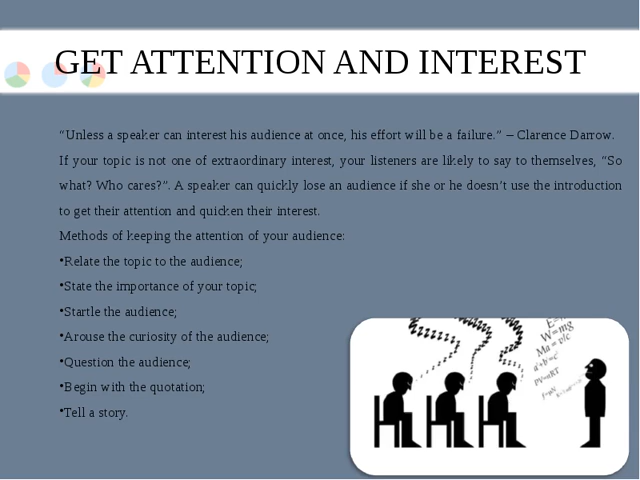 GET ATTENTION AND INTEREST
“Unless a speaker can interest his audience at once, his effort will be a failure.” – Clarence Darrow.
If your topic is not one of extraordinary interest, your listeners are likely to say to themselves, “So
what? Who cares?”. A speaker can quickly lose an audience if she or he doesn’t use the introduction
to get their attention and quicken their interest.
Methods of keeping the attention of your audience:
•Relate the topic to the audience;
•State the importance of your topic;
•Startle the audience;
•Arouse the curiosity of the audience;
•Question the audience;
•Begin with the quotation;
•Tell a story.
W=mg